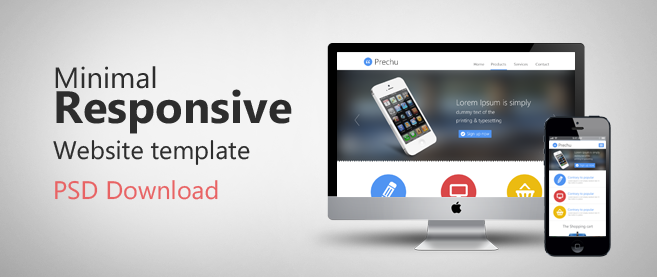 Minimal
Responsive
Website template
PSD Download
Prechu
Home Products Services Contact
Lorem Ipsum is simply
dummy text of the
printing & typesetting
Sign up now
Prechu
The Shopping cart